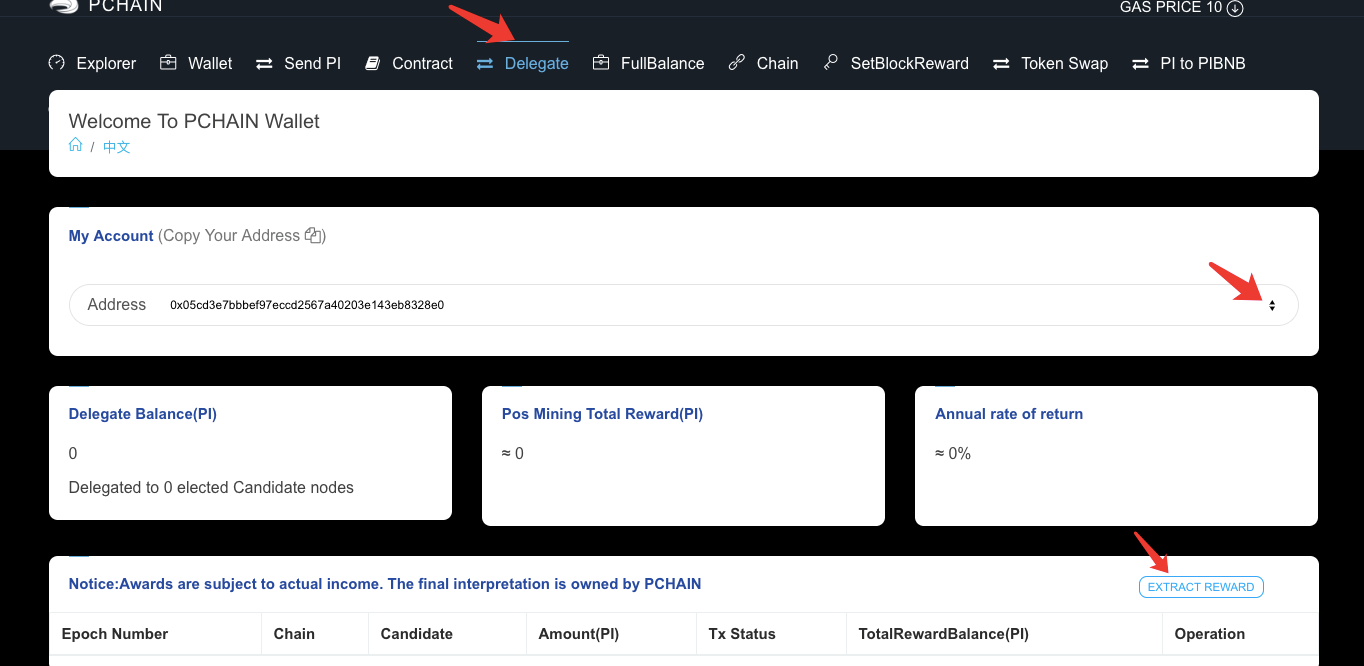 PCHAIN
GAS PRICE 10
Explorer Wallet Send PI Contract Delegate FullBalance Chain SetBlockReward Token Swap PI to PIBNB
Welcome To PCHAIN Wallet
/ 中文
My Account (Copy Your Address )
Address 0x05cd3e7bbbef97eccd2567a40203e143eb8328e0
Delegate Balance(PI)
0
Delegated to 0 elected Candidate nodes
Pos Mining Total Reward(PI)
≈ 0
Annual rate of return
≈ 0%
Notice:Awards are subject to actual income. The final interpretation is owned by PCHAIN
EXTRACT REWARD
Epoch Number Chain Candidate Amount(PI) Tx Status TotalRewardBalance(PI) Operation